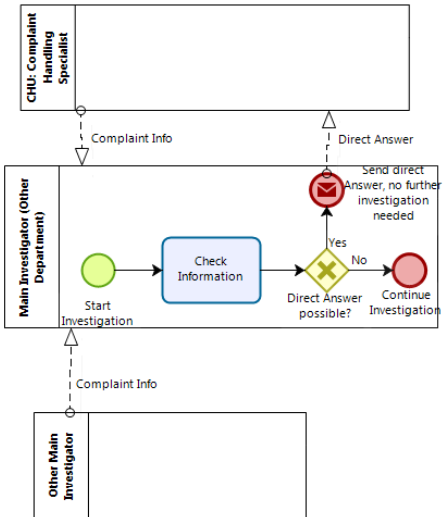 CHU: Complaint
Handling
Specialist
Complaint Info
Direct Answer
Main Investigator (Other
Department)
Send direct
Answer, no further
investigation
needed
Check
Information
Yes
No
Start
Investigation
Direct Answer
possible?
Continue
Investigation
Complaint Info
Other Main
Investigator